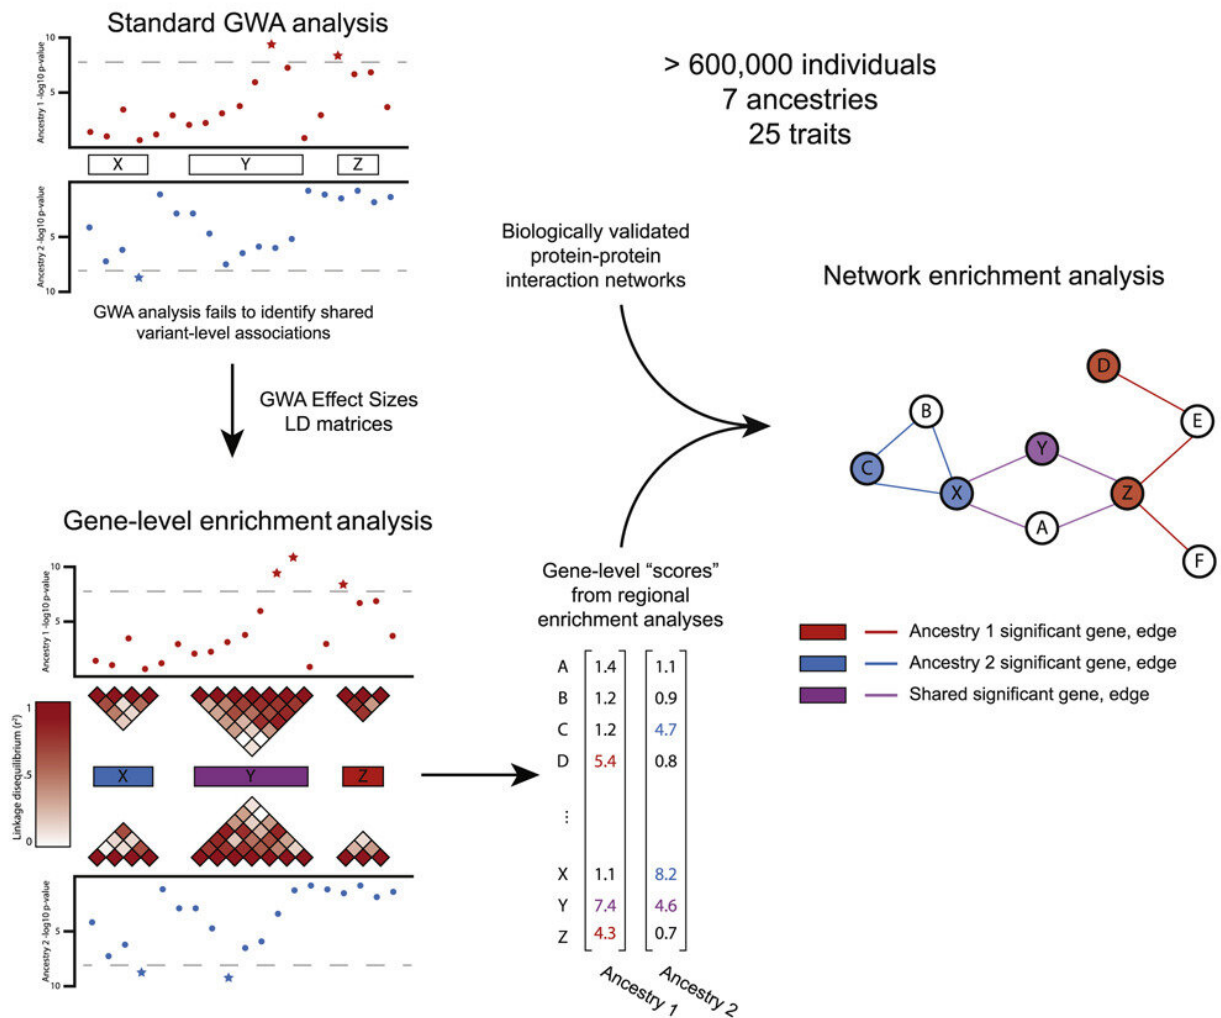 Standard GWA analysis
10
5
Ancestry 1 -log10 p-value
X
Y
Z
Ancestry 2 -log10 p-value
5
10
GWA analysis fails to identify shared
variant-level associations
GWA Effect Sizes
LD matrices
> 600,000 individuals
7 ancestries
25 traits
Biologically validated
protein-protein
interaction networks
Network enrichment analysis
D
B
E
C
Y
X
Z
A
F
Ancestry 1 significant gene, edge
Ancestry 2 significant gene, edge
Shared significant gene, edge
Gene-level enrichment analysis
10
5
Ancestry 1 -log10 p-value
Linkage disequilibrium (r²)
1
.5
0
X
Y
Z
Ancestry 2 -log10 p-value
5
10
Gene-level “scores”
from regional
enrichment analyses
A 1.4 1.1
B 1.2 0.9
C 1.2 4.7
D 5.4 0.8
⋮
X 1.1 8.2
Y 7.4 4.6
Z 4.3 0.7
Ancestry 1
Ancestry 2